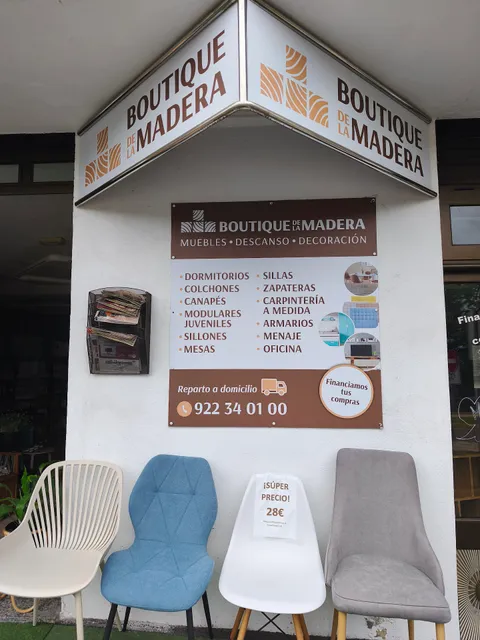 BOUTIQUE
DE LA MADERA
BOUTIQUE
DE LA MADERA
BOUTIQUE DE LA MADERA
MUEBLES • DESCANSO • DECORACIÓN
• DORMITORIOS
• COLCHONES
• CANAPÉS
• MODULARES
JUVENILES
• SILLONES
• MESAS
• SILLAS
• ZAPATERAS
• CARPINTERÍA
A MEDIDA
• ARMARIOS
• MENAJE
• OFICINA
Reparto a domicilio
922 34 01 00
Financiamos
tus
compras
¡SÚPER
PRECIO!
28€
Fina